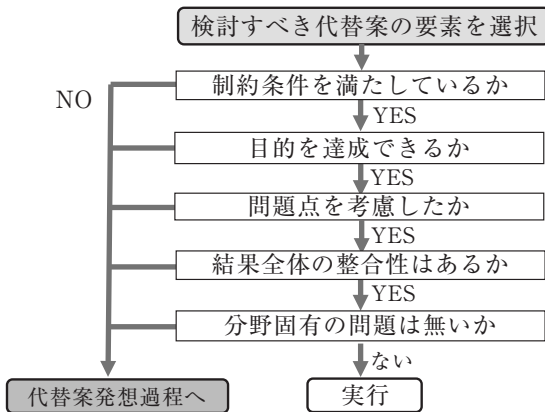 検討すべき代替案の要素を選択
制約条件を満たしているか
NO
YES
目的を達成できるか
YES
問題点を考慮したか
YES
結果全体の整合性はあるか
YES
分野固有の問題は無いか
ない
代替案発想過程へ
実行